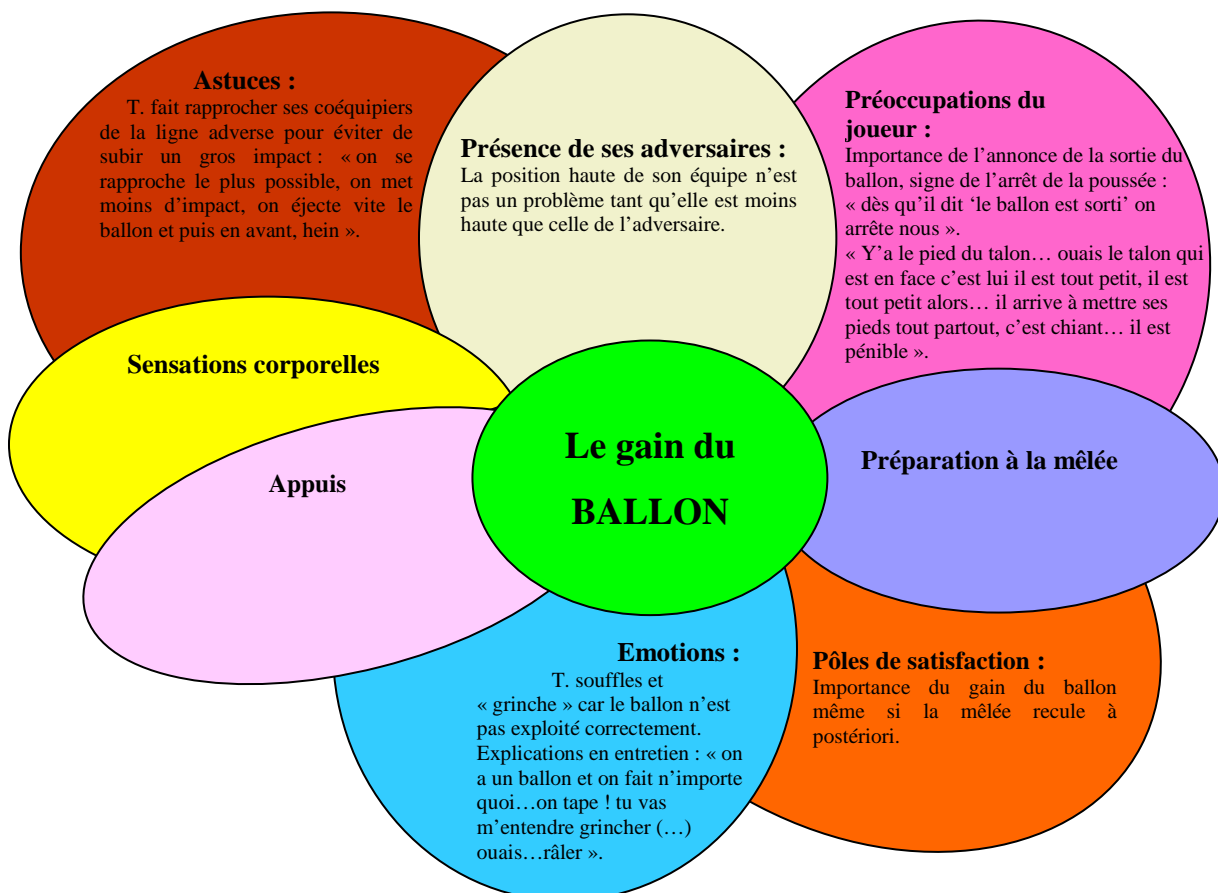 Astuces :
T. fait rapprocher ses coéquipiers
de la ligne adverse pour éviter de
subir un gros impact : « on se
rapproche le plus possible, on met
moins d’impact, on éjecte vite le
ballon et puis en avant, hein ».
Présence de ses adversaires :
La position haute de son équipe n’est
pas un problème tant qu’elle est moins
haute que celle de l’adversaire.
Préoccupations du
joueur :
Importance de l’annonce de la sortie du
ballon, signe de l’arrêt de la poussée :
« dès qu’il dit ‘le ballon est sorti’ on
arrête nous ».
« Y’a le pied du talon… ouais le talon qui
est en face c’est lui il est tout petit, il est
tout petit alors… il arrive à mettre ses
pieds tout partout, c’est chiant… il est
pénible ».
Sensations corporelles
Appuis
Le gain du
BALLON
Préparation à la mêlée
Emotions :
T. souffles et
« grinche » car le ballon n’est
pas exploité correctement.
Explications en entretien : « on
a un ballon et on fait n’importe
quoi…on tape ! tu vas
m’entendre grincher (…)
ouais…râler ».
Pôles de satisfaction :
Importance du gain du ballon
même si la mêlée recule à
postériori.